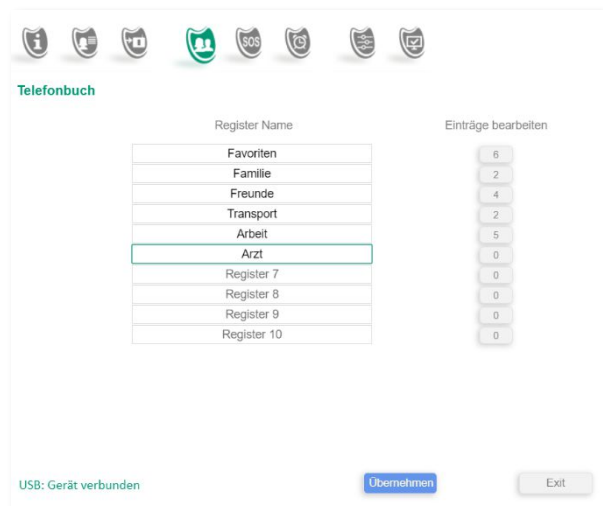 SOS
Telefonbuch
Register Name Einträge bearbeiten
Favoriten 6
Familie 2
Freunde 4
Transport 2
Arbeit 5
Arzt 0
Register 7 0
Register 8 0
Register 9 0
Register 10 0
USB: Gerät verbunden Übernehmen Exit